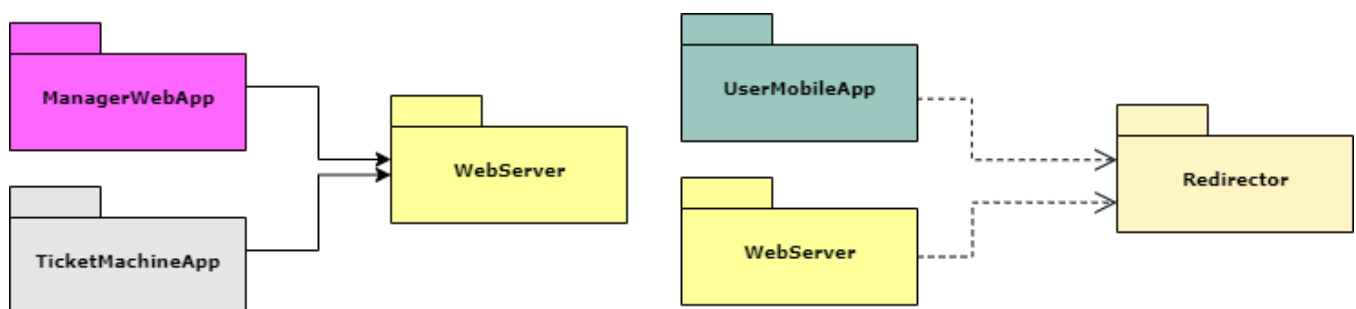 ManagerWebApp
TicketMachineApp
WebServer
UserMobileApp
WebServer
Redirector